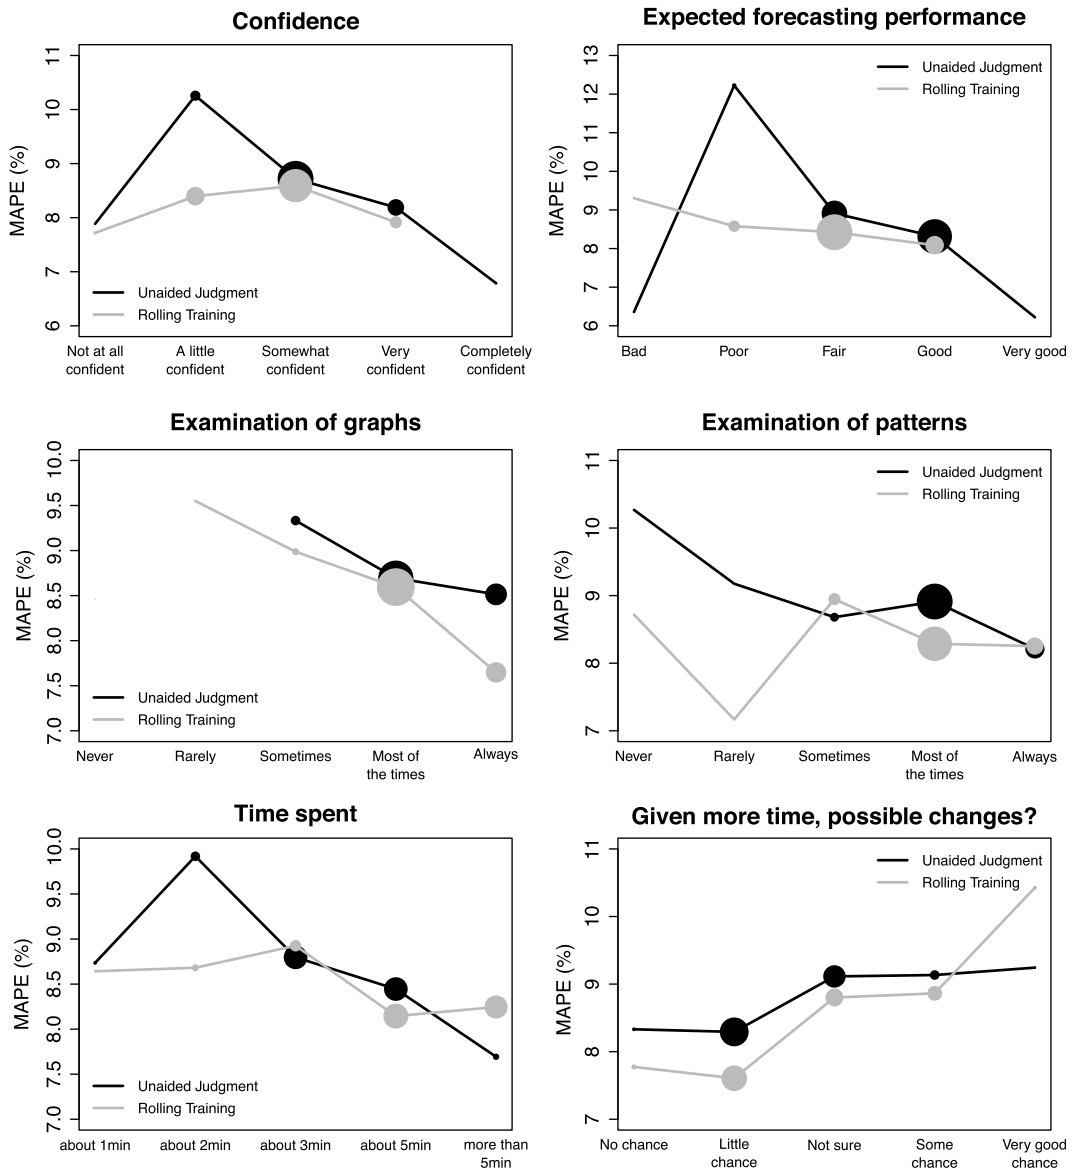 Confidence
MAPE (%)
11
10
9
8
7
6
Unaided Judgment
Rolling Training
Not at all
confident
A little
confident
Somewhat
confident
Very
confident
Completely
confident
Expected forecasting performance
MAPE (%)
13
12
11
10
9
8
7
6
Unaided Judgment
Rolling Training
Bad
Poor
Fair
Good
Very good
Examination of graphs
MAPE (%)
10.0
9.5
9.0
8.5
8.0
7.5
7.0
Unaided Judgment
Rolling Training
Never
Rarely
Sometimes
Most of
the times
Always
Examination of patterns
MAPE (%)
11
10
9
8
7
Unaided Judgment
Rolling Training
Never
Rarely
Sometimes
Most of
the times
Always
Time spent
MAPE (%)
10.0
9.5
9.0
8.5
8.0
7.5
7.0
Unaided Judgment
Rolling Training
about 1min
about 2min
about 3min
about 5min
more than
5min
Given more time, possible changes?
MAPE (%)
11
10
9
8
7
Unaided Judgment
Rolling Training
No chance
Little
chance
Not sure
Some
chance
Very good
chance